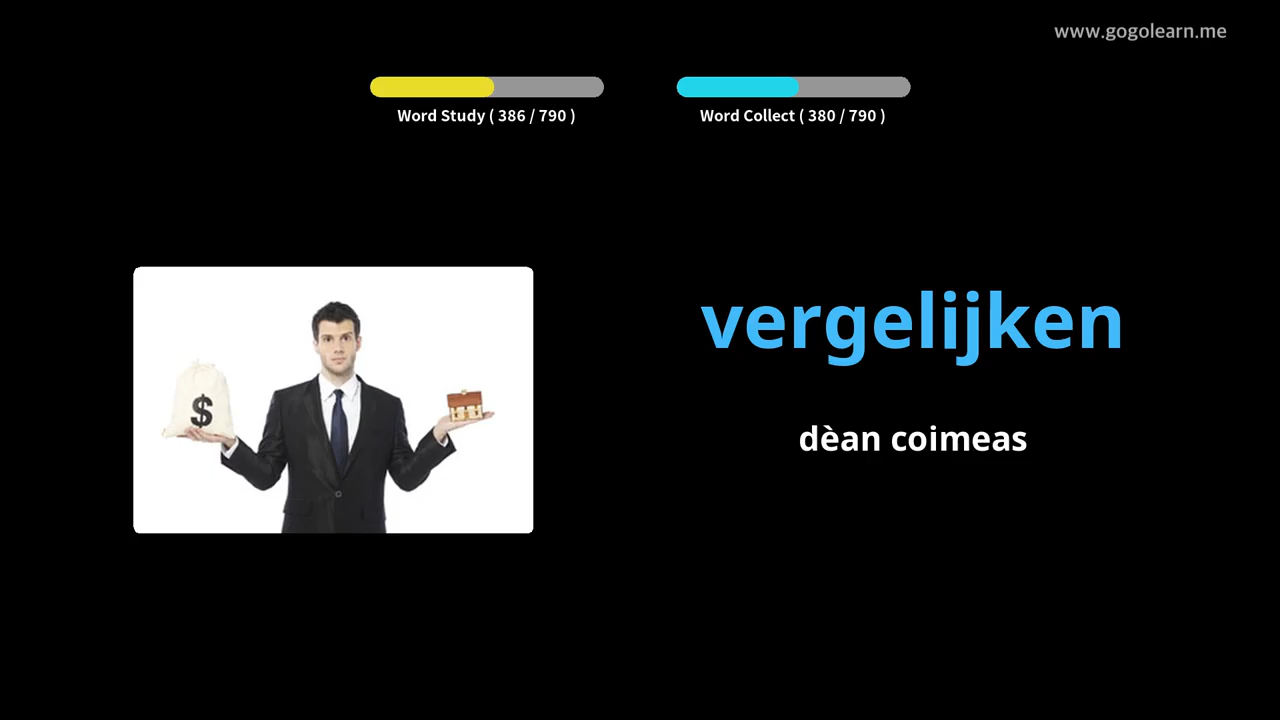 www.gogolearn.me
Word Study ( 386 / 790 )
Word Collect ( 380 / 790 )
$
vergelijken
dèan coimeas